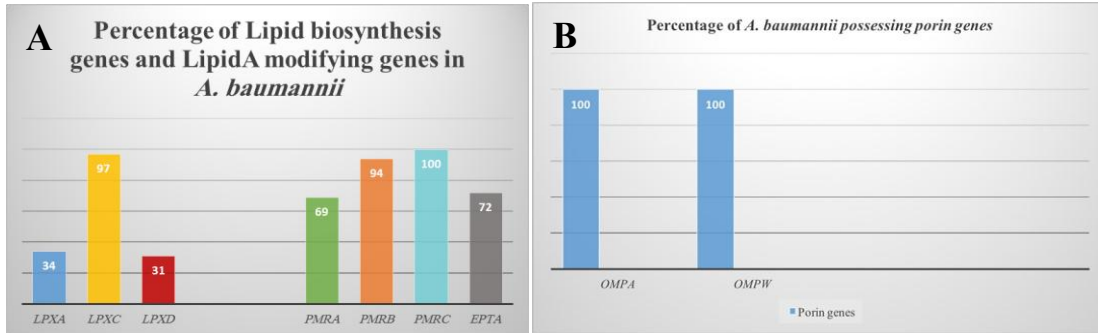 A
Percentage of Lipid biosynthesis
genes and LipidA modifying genes in
A. baumannii
34
97
31
69
94
100
72
LPXA LPXC LPXD PMRA PMRB PMRC EPTA
B
Percentage of A. baumannii possessing porin genes
100
100
OMPA OMPW
Porin genes